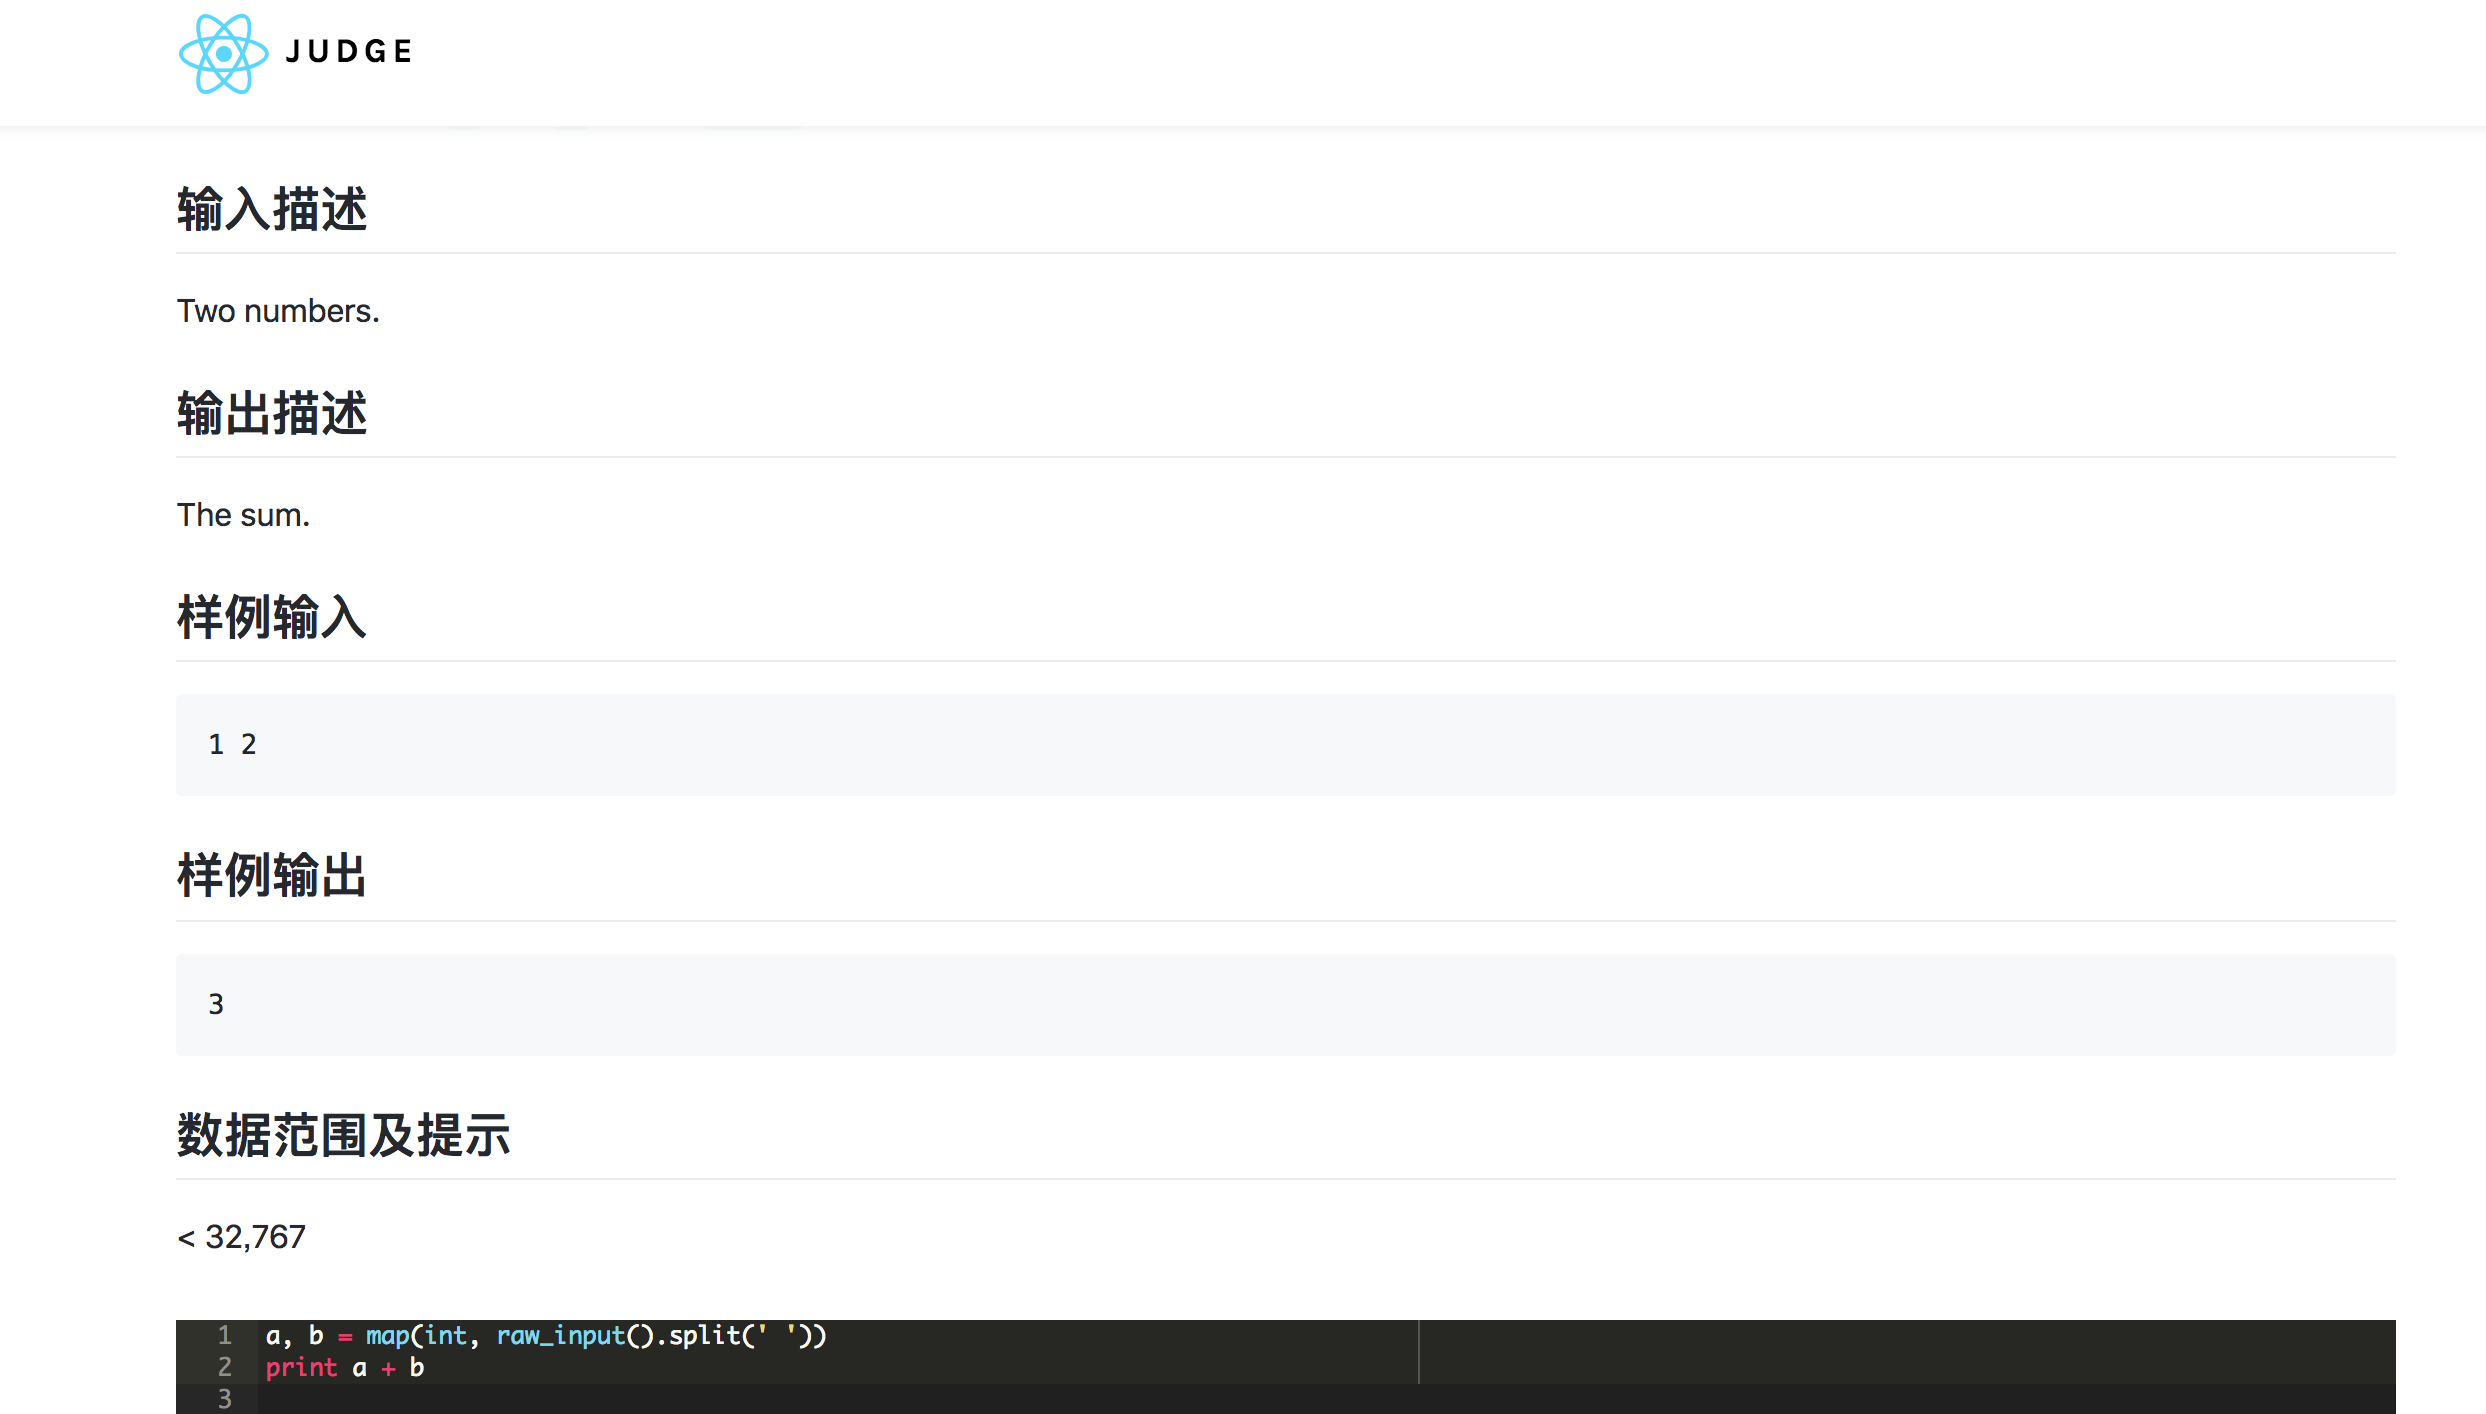 JUDGE
输入描述
Two numbers.
输出描述
The sum.
样例输入
1 2
样例输出
3
数据范围及提示
< 32,767
1 a, b = map(int, raw_input().split(' '))
2 print a + b
3